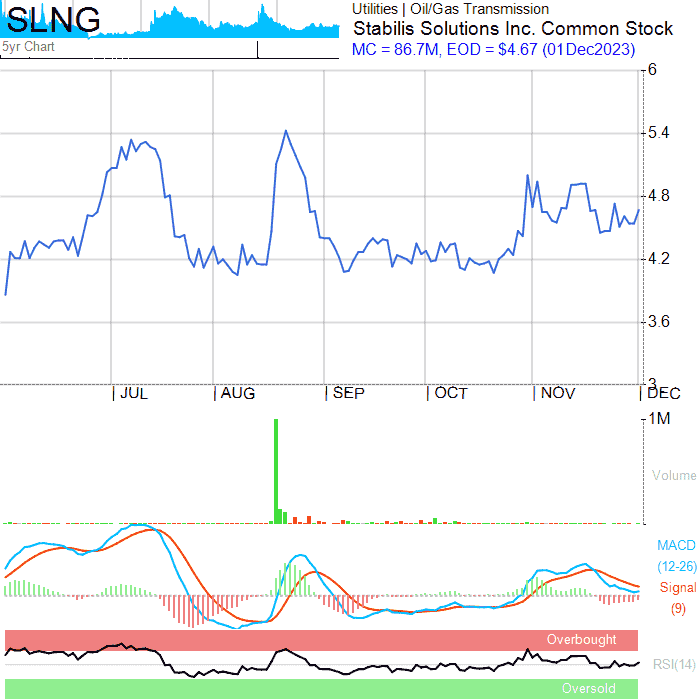 SLNG
Utilities | Oil/Gas Transmission
Stabilis Solutions Inc. Common Stock
5yr Chart
MC = 86.7M, EOD = $4.67 (01Dec2023)
6
5.4
4.8
4.2
3.6
3
| JUL | AUG | SEP | OCT | NOV | DEC
1M
Volume
MACD
(12-26)
Signal
(9)
Overbought
RSI(14)
Oversold